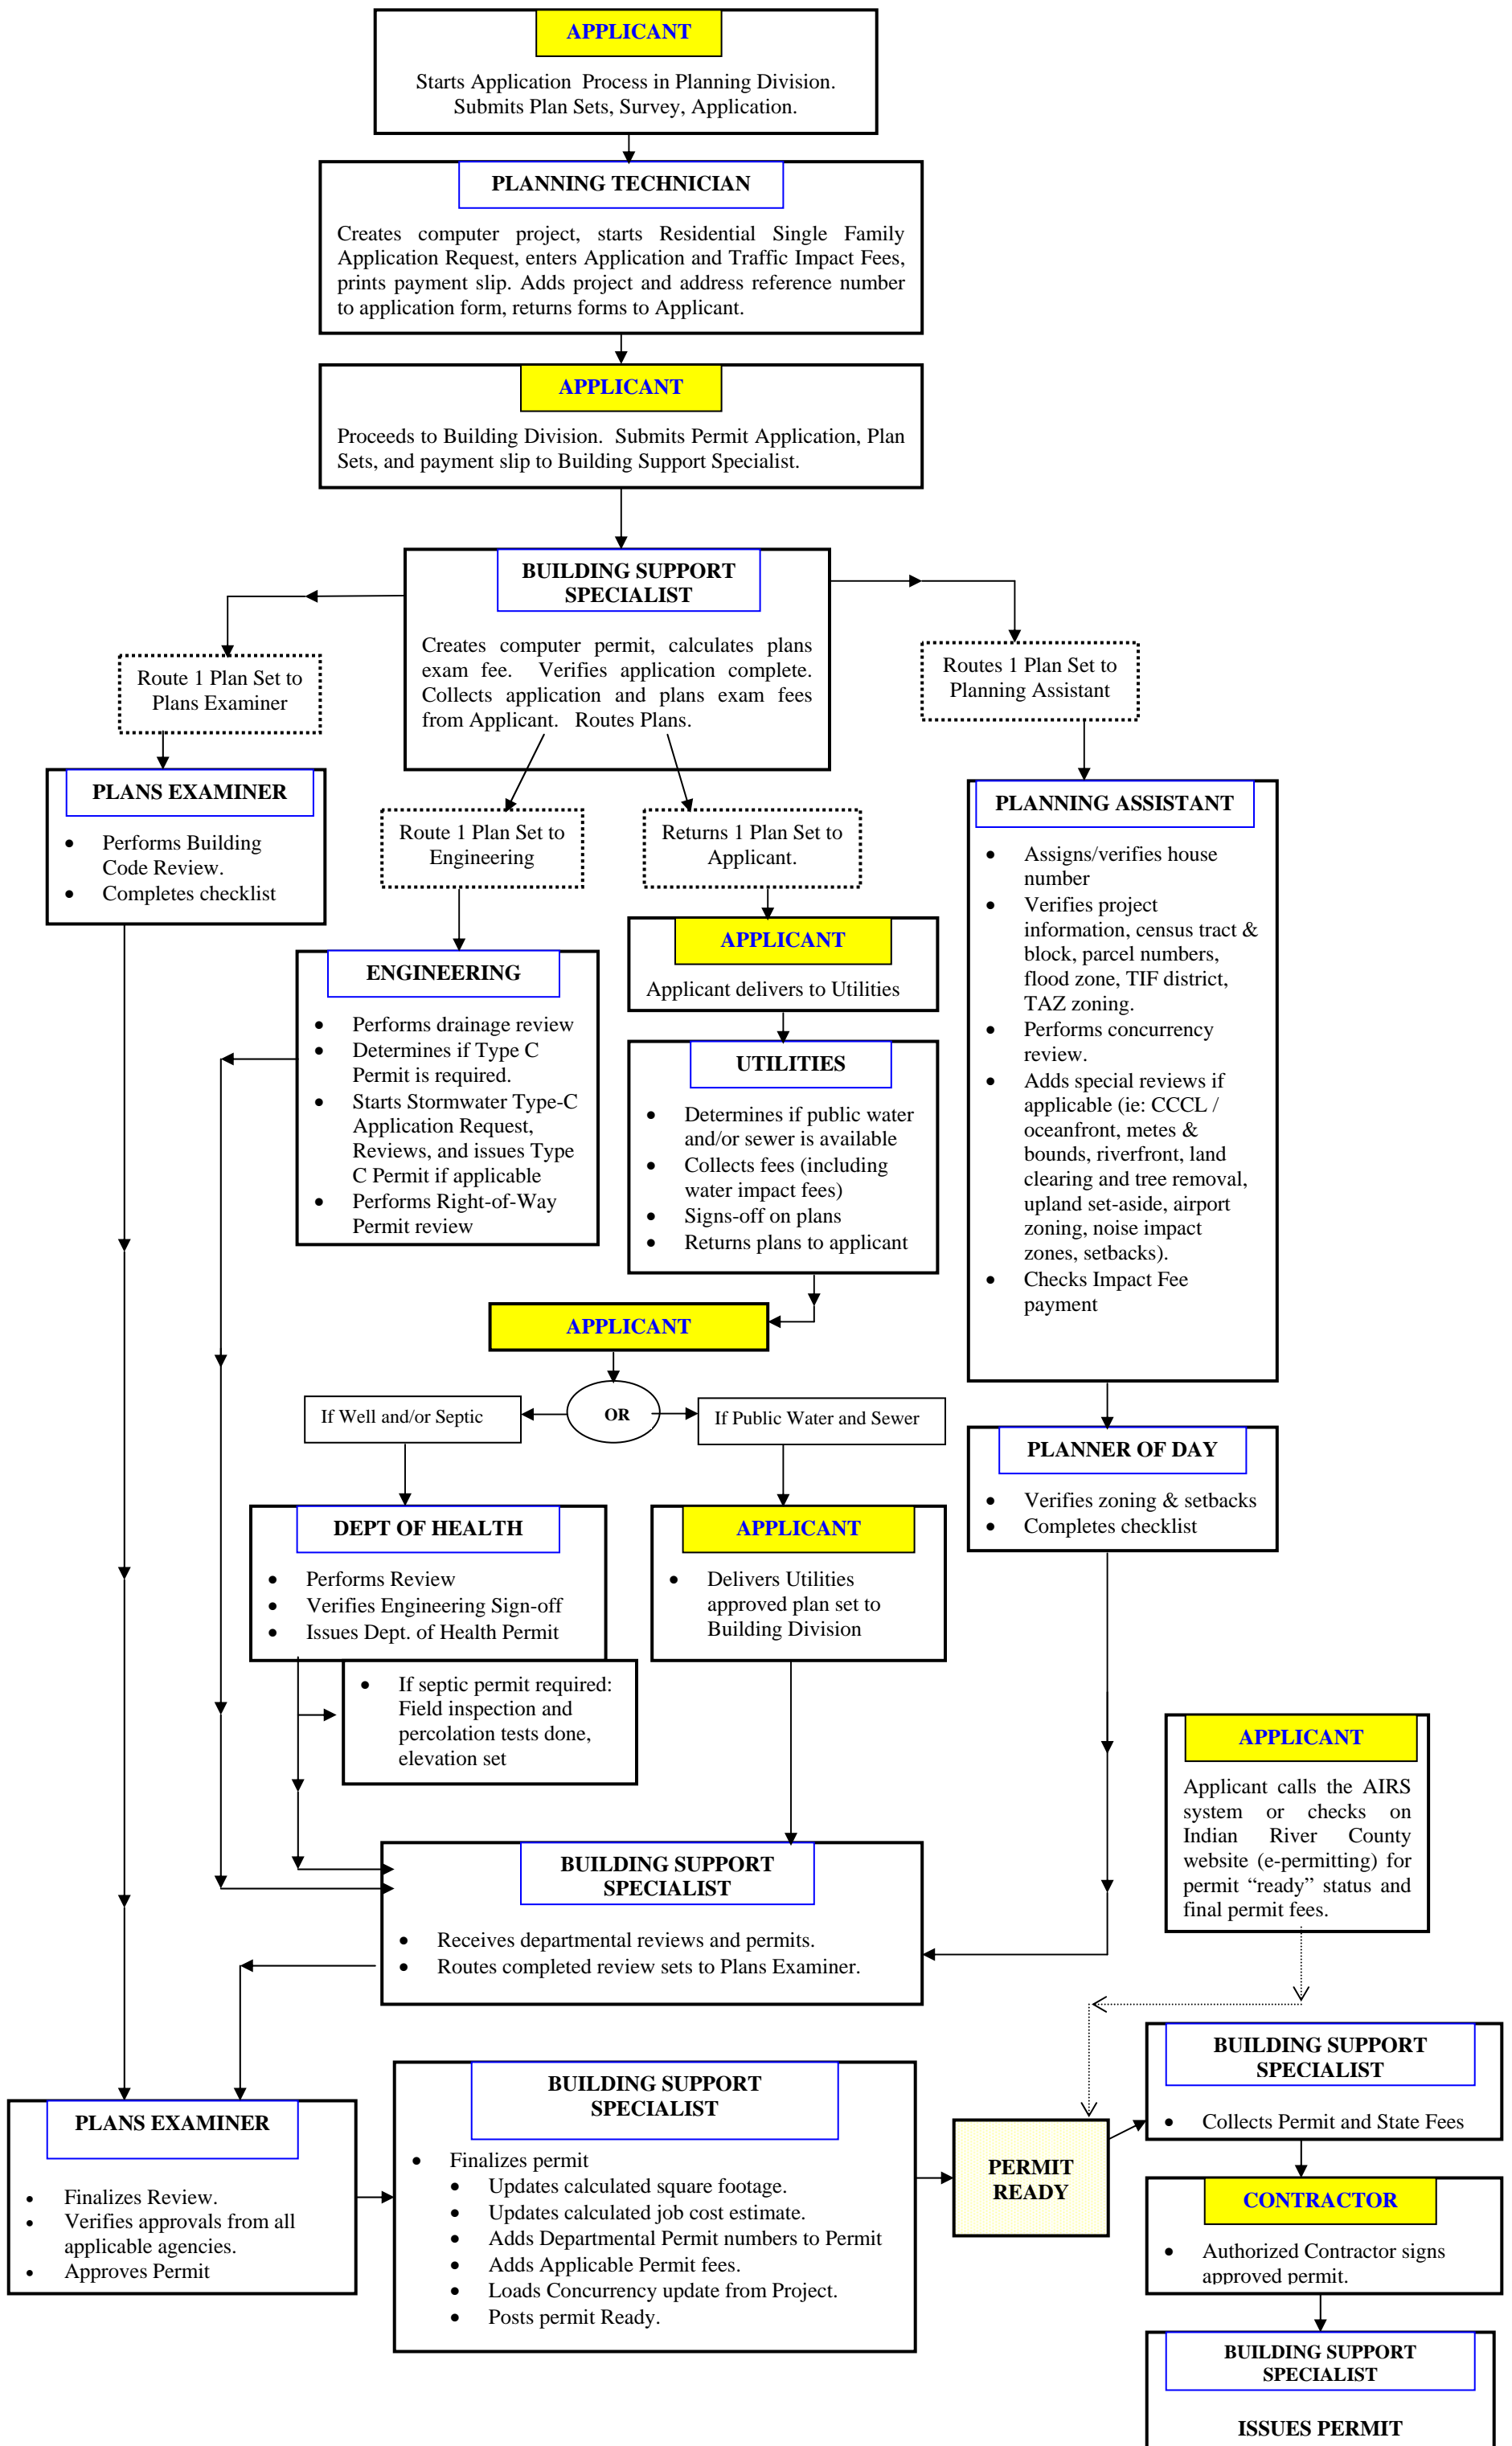 APPLICANT
Starts Application Process in Planning Division.
Submits Plan Sets, Survey, Application.
PLANNING TECHNICIAN
Creates computer project, starts Residential Single Family
Application Request, enters Application and Traffic Impact Fees,
prints payment slip. Adds project and address reference number
to application form, returns forms to Applicant.
APPLICANT
Proceeds to Building Division. Submits Permit Application, Plan
Sets, and payment slip to Building Support Specialist.
BUILDING SUPPORT
SPECIALIST
Creates computer permit, calculates plans
exam fee. Verifies application complete.
Collects application and plans exam fees
from Applicant. Routes Plans.
Route 1 Plan Set to
Plans Examiner
Routes 1 Plan Set to
Planning Assistant
PLANS EXAMINER
• Performs Building
Code Review.
• Completes checklist
Route 1 Plan Set to
Engineering
Returns 1 Plan Set to
Applicant.
PLANNING ASSISTANT
• Assigns/verifies house
number
• Verifies project
information, census tract &
block, parcel numbers,
flood zone, TIF district,
TAZ zoning.
• Performs concurrency
review.
• Adds special reviews if
applicable (ie: CCCL /
oceanfront, metes &
bounds, riverfront, land
clearing and tree removal,
upland set-aside, airport
zoning, noise impact
zones, setbacks).
• Checks Impact Fee
payment
ENGINEERING
• Performs drainage review
• Determines if Type C
Permit is required.
• Starts Stormwater Type-C
Application Request,
Reviews, and issues Type
C Permit if applicable
• Performs Right-of-Way
Permit review
APPLICANT
Applicant delivers to Utilities
UTILITIES
• Determines if public water
and/or sewer is available
• Collects fees (including
water impact fees)
• Signs-off on plans
• Returns plans to applicant
APPLICANT
If Well and/or Septic
OR
If Public Water and Sewer
PLANNER OF DAY
• Verifies zoning & setbacks
• Completes checklist
DEPT OF HEALTH
• Performs Review
• Verifies Engineering Sign-off
• Issues Dept. of Health Permit
• If septic permit required:
Field inspection and
percolation tests done,
elevation set
APPLICANT
• Delivers Utilities
approved plan set to
Building Division
APPLICANT
Applicant calls the AIRS
system or checks on
Indian River County
website (e-permitting) for
permit “ready” status and
final permit fees.
BUILDING SUPPORT
SPECIALIST
• Receives departmental reviews and permits.
• Routes completed review sets to Plans Examiner.
PLANS EXAMINER
• Finalizes Review.
• Verifies approvals from all
applicable agencies.
• Approves Permit
BUILDING SUPPORT
SPECIALIST
• Finalizes permit
• Updates calculated square footage.
• Updates calculated job cost estimate.
• Adds Departmental Permit numbers to Permit
• Adds Applicable Permit fees.
• Loads Concurrency update from Project.
• Posts permit Ready.
PERMIT
READY
BUILDING SUPPORT
SPECIALIST
• Collects Permit and State Fees
CONTRACTOR
• Authorized Contractor signs
approved permit.
BUILDING SUPPORT
SPECIALIST
ISSUES PERMIT